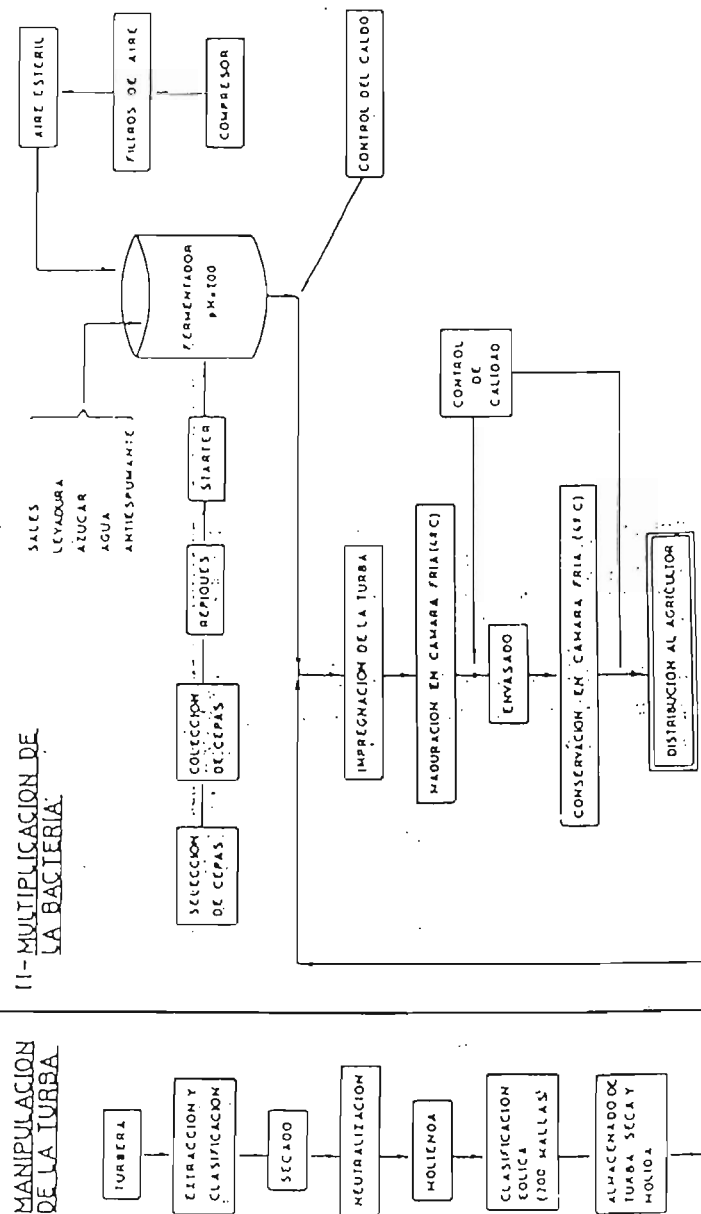 MANIPULACION
DE LA TURBA
TURBERA
EXTRACCION Y
CLASIFICACION
SECADO
NEUTRALIZACION
MOLIENDA
CLASIFICACION
EOLICA
(200 MALLAS)
ALMACENADO DE
TURBA SECA Y
MOLIDA
II- MULTIPLICACION DE
LA BACTERIA
SELECCION
DE CEPAS
COLECCION
DE CEPAS
REPIQUES
STARTER
SALES
LEVADURA
AZUCAR
AGUA
ANTIESPUMANTE
FERMENTADOR
AIRE ESTERIL
FILTROS DE AIRE
COMPRESOR
CONTROL DEL CALDO
IMPREGNACION DE LA TURBA
MADURACION EN CAMARA FRIA (4º C)
ENVASADO
CONTROL
DE
CALIDAD
CONSERVACION EN CAMARA FRIA (4º C)
DISTRIBUCION AL AGRICULTOR